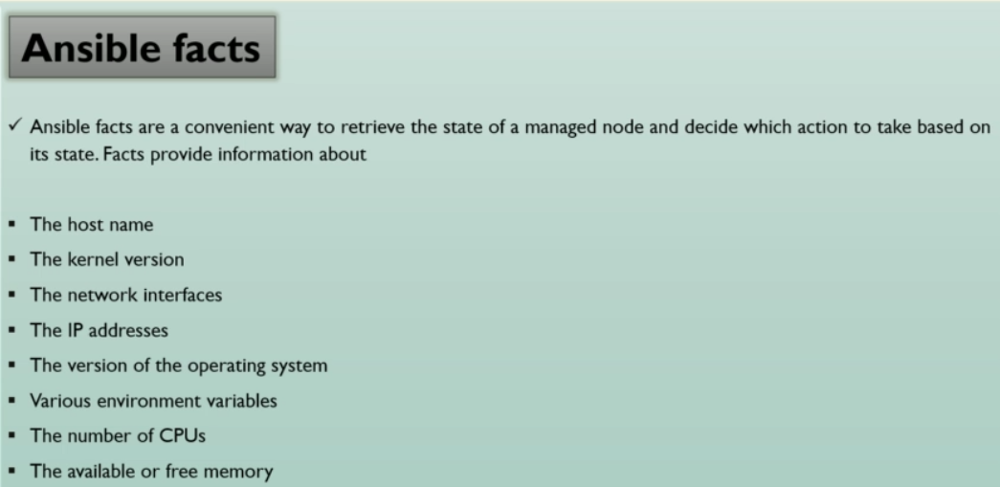 Ansible facts
✓ Ansible facts are a convenient way to retrieve the state of a managed node and decide which action to take based on
its state. Facts provide information about
▪ The host name
▪ The kernel version
▪ The network interfaces
▪ The IP addresses
▪ The version of the operating system
▪ Various environment variables
▪ The number of CPUs
▪ The available or free memory